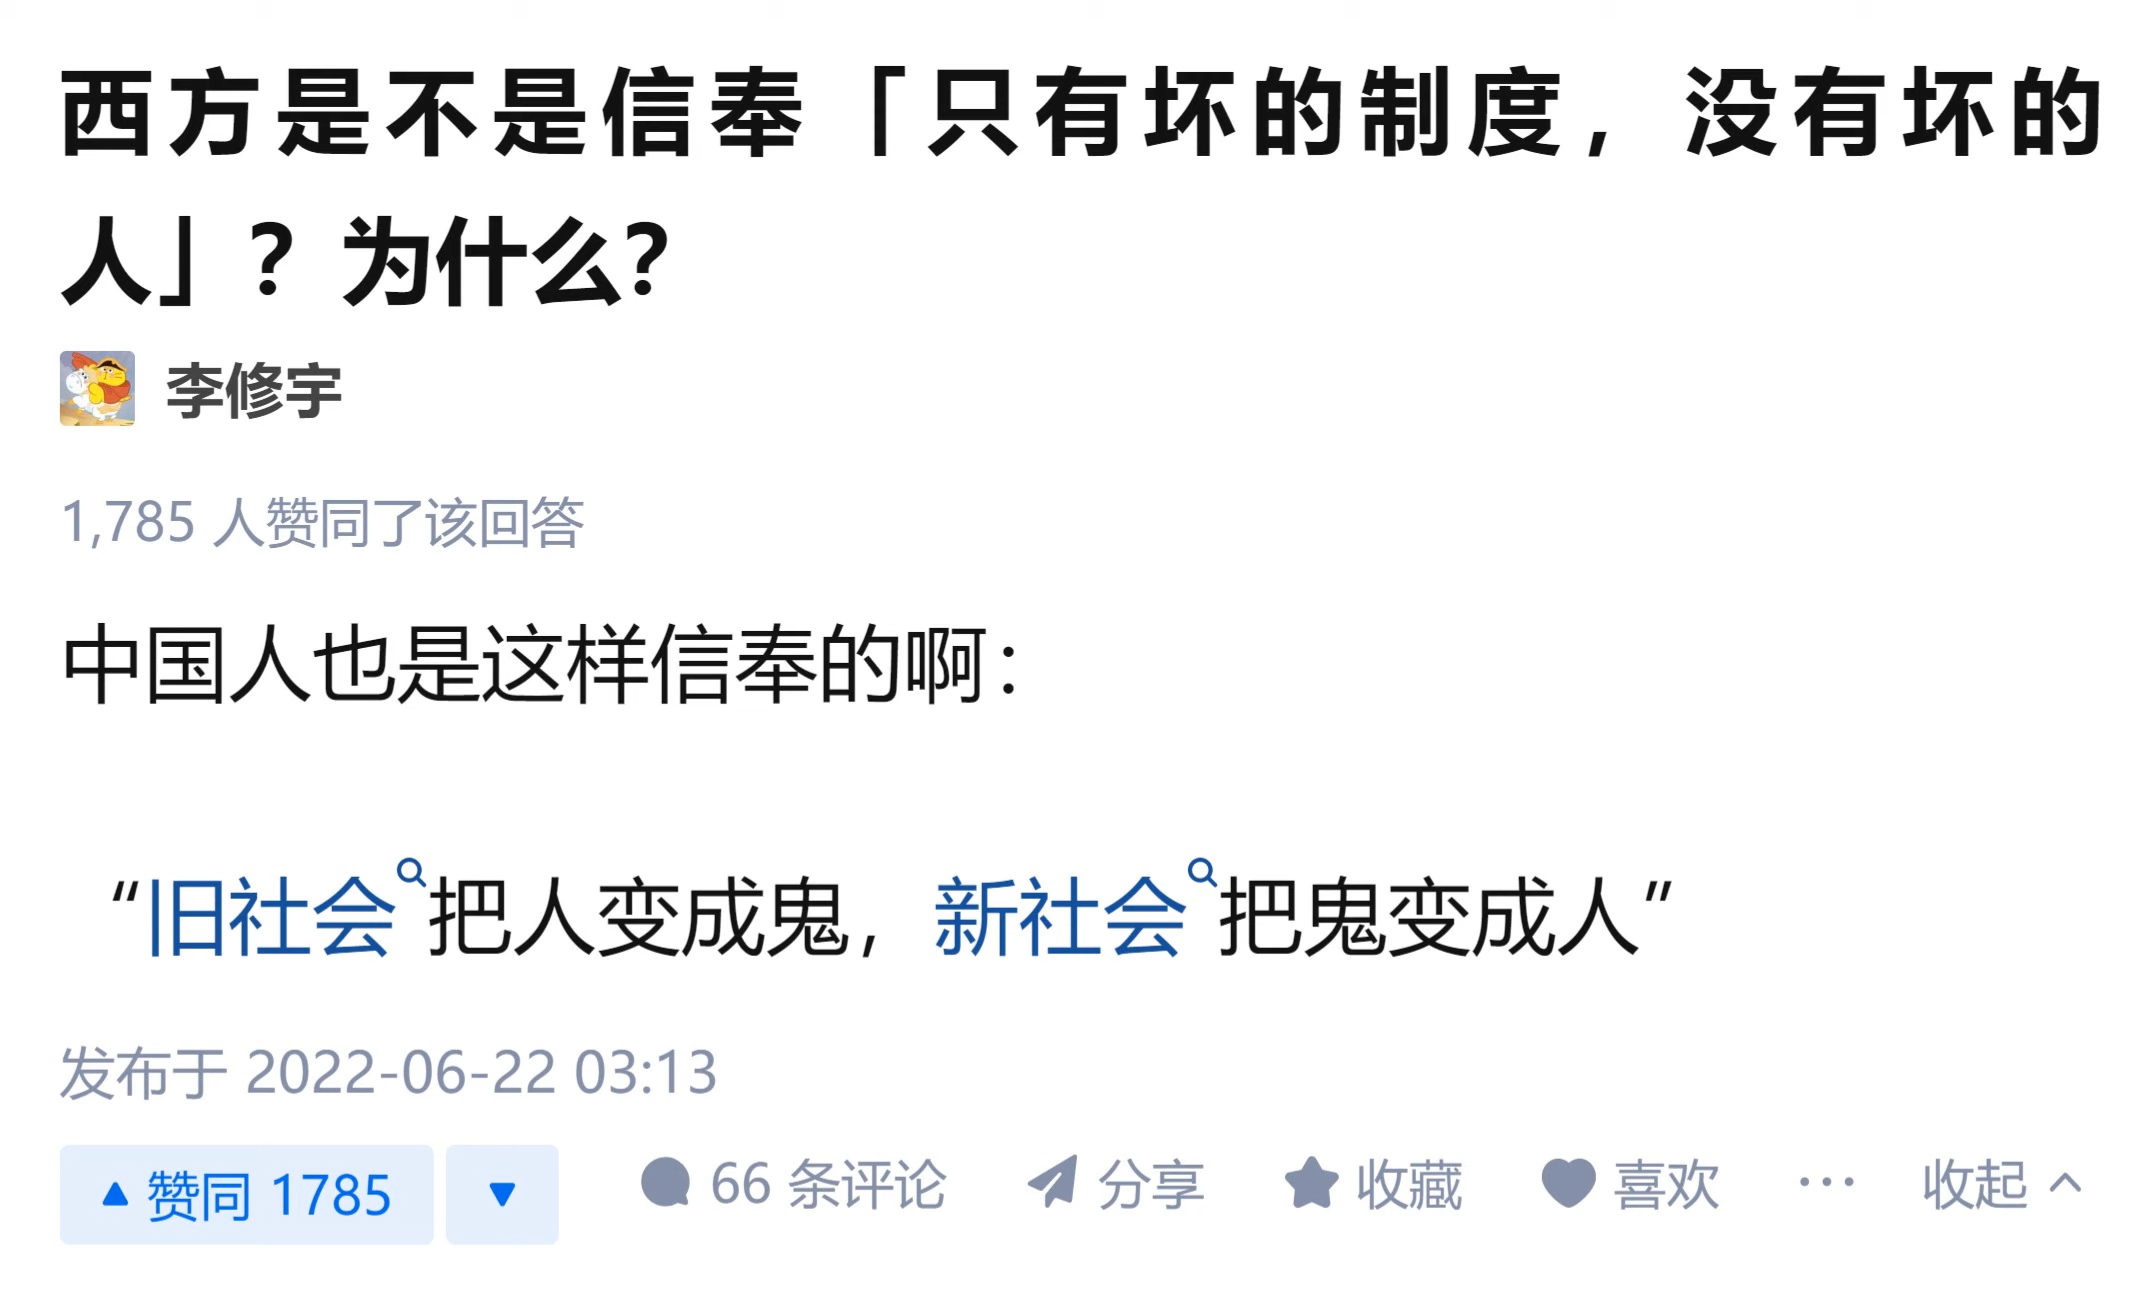 西方是不是信奉「只有坏的制度，没有坏的
人」？为什么？
李修宇
1,785 人赞同了该回答
中国人也是这样信奉的啊：
“旧社会把人变成鬼，新社会把鬼变成人”
发布于 2022-06-22 03:13
赞同 1785 66 条评论 分享 收藏 喜欢 ··· 收起